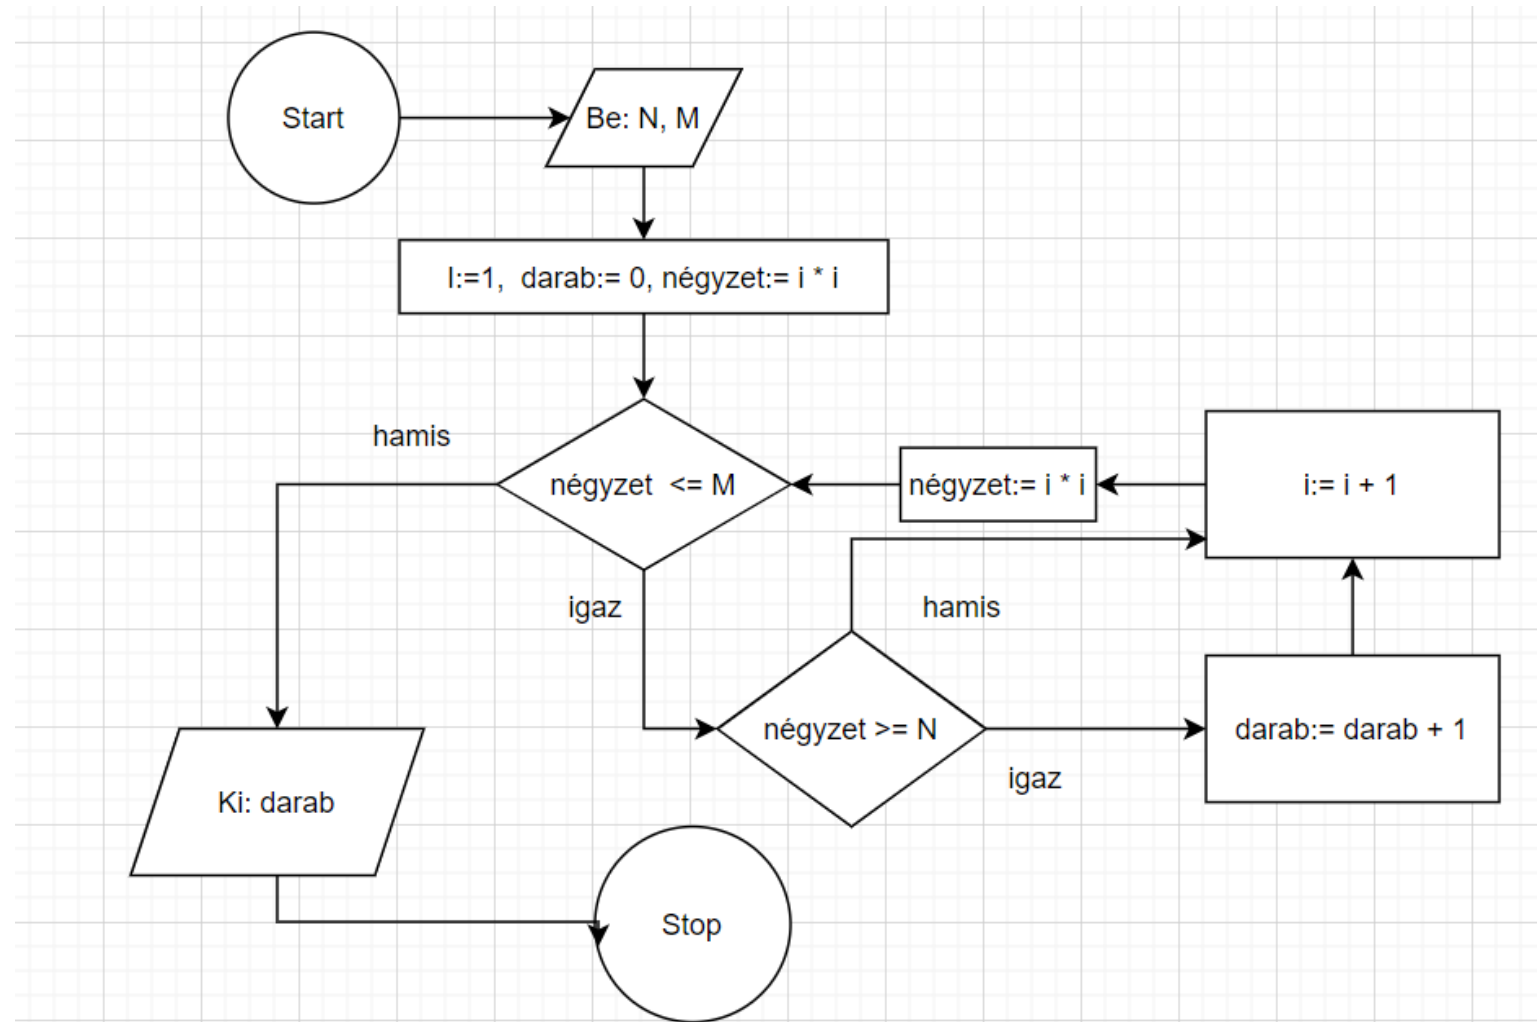 Start
Be: N, M
I:=1,  darab:= 0, négyzet:= i * i
hamis
négyzet  <= M
négyzet:= i * i
i:= i + 1
igaz
hamis
négyzet >= N
igaz
darab:= darab + 1
Ki: darab
Stop